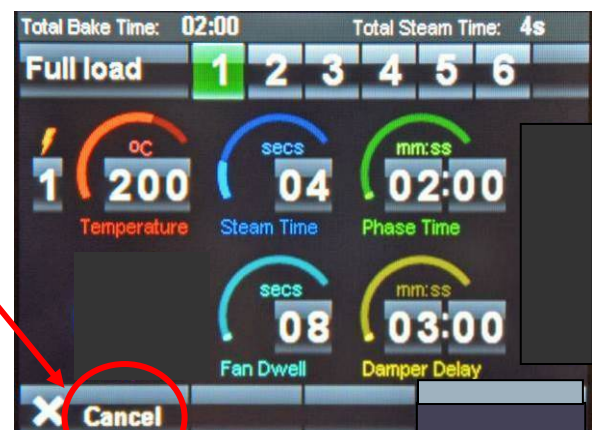 Total Bake Time: 02:00 Total Steam Time: 4s
Full load 1 2 3 4 5 6
1 °C 200 secs 04 mm:ss 02:00
Temperature Steam Time Phase Time
secs 08 mm:ss 03:00
Fan Dwell Damper Delay
Cancel